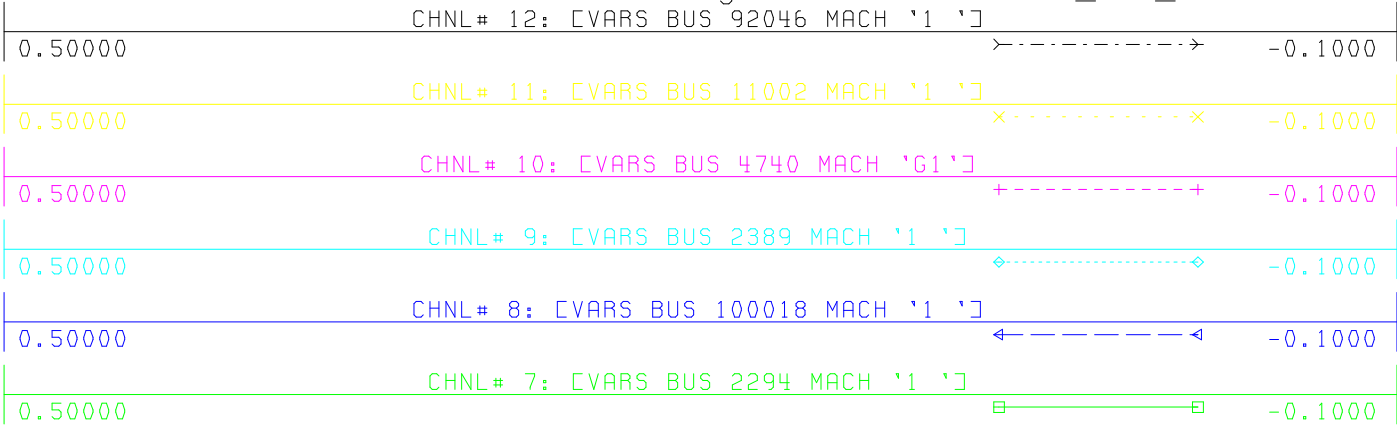 CHNL# 12: [VARS BUS 92046 MACH '1 ']
0.50000 -0.1000
CHNL# 11: [VARS BUS 11002 MACH '1 ']
0.50000 -0.1000
CHNL# 10: [VARS BUS 4740 MACH 'G1']
0.50000 -0.1000
CHNL# 9: [VARS BUS 2389 MACH '1 ']
0.50000 -0.1000
CHNL# 8: [VARS BUS 100018 MACH '1 ']
0.50000 -0.1000
CHNL# 7: [VARS BUS 2294 MACH '1 ']
0.50000 -0.1000